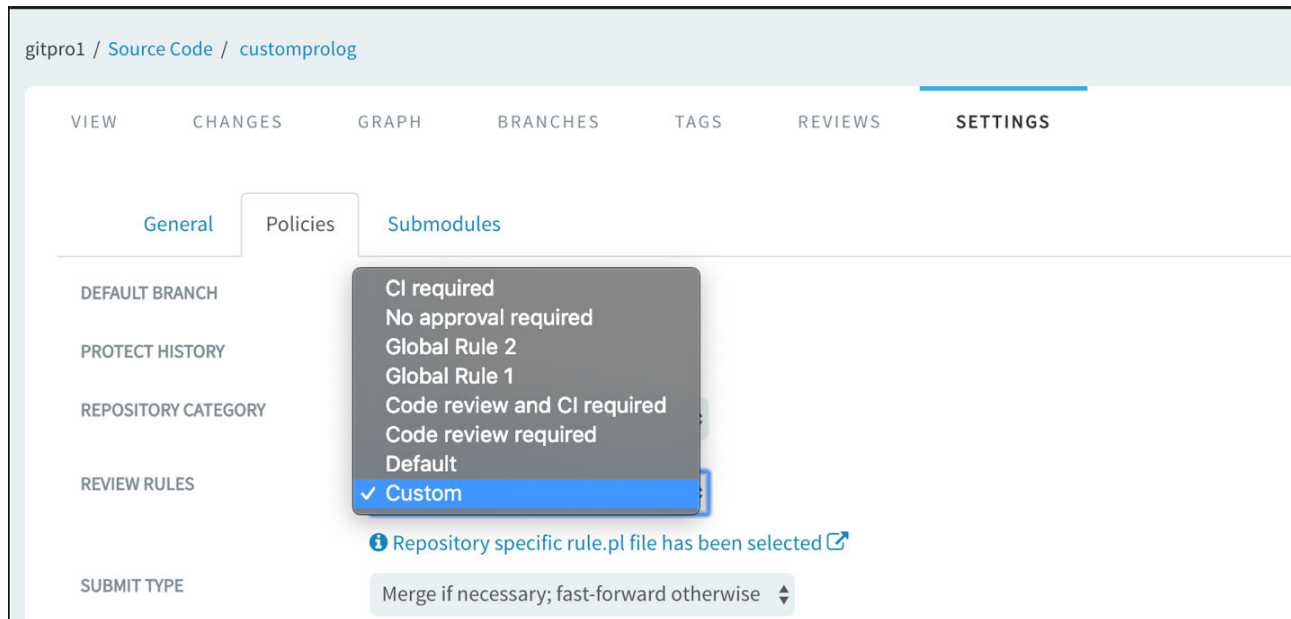 gitpro1 / Source Code / customprolog
VIEW CHANGES GRAPH BRANCHES TAGS REVIEWS SETTINGS
General Policies Submodules
DEFAULT BRANCH
PROTECT HISTORY
REPOSITORY CATEGORY
REVIEW RULES
CI required
No approval required
Global Rule 2
Global Rule 1
Code review and CI required
Code review required
Default
✓ Custom
Repository specific rule.pl file has been selected
SUBMIT TYPE
Merge if necessary; fast-forward otherwise